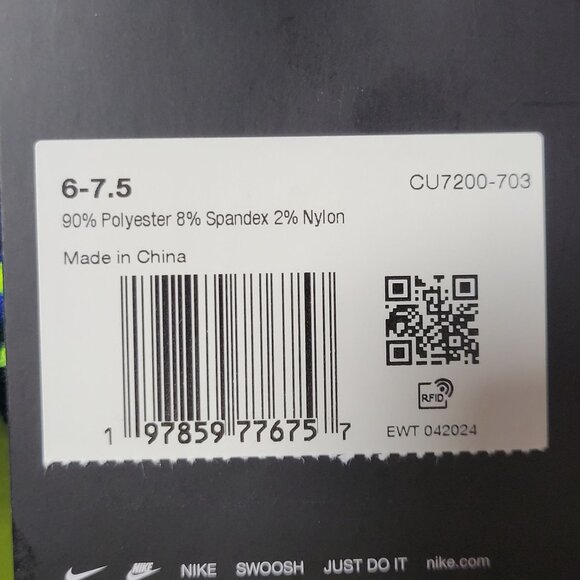 6-7.5 CU7200-703
90% Polyester 8% Spandex 2% Nylon
Made in China
RFID
1 97859 77675 7
EWT 042024
NIKE NIKE SWOOSH JUST DO IT nike.com